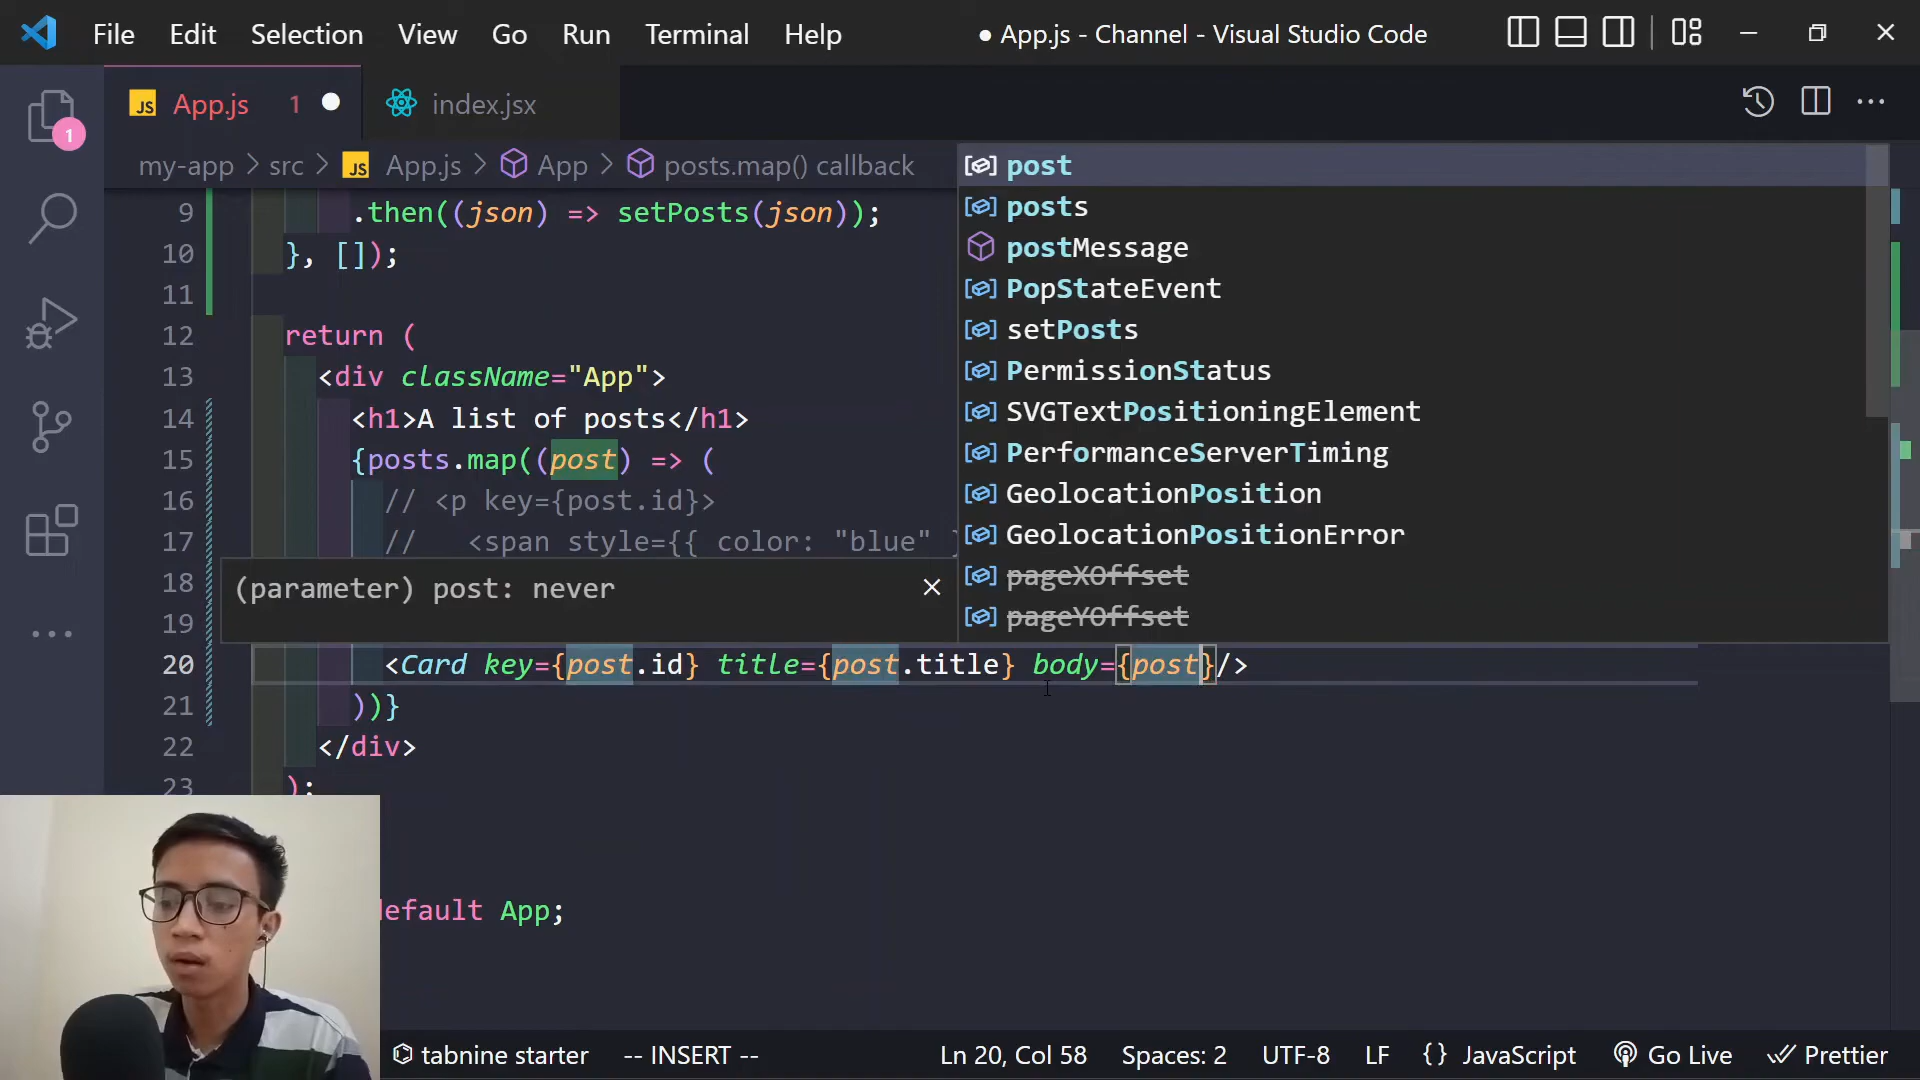 File Edit Selection View Go Run Terminal Help ● App.js - Channel - Visual Studio Code
JS App.js 1 index.jsx
1
my-app > src > JS App.js > App > posts.map() callback
9 .then((json) => setPosts(json));
10 }, []);
11
12 return (
13 <div className="App">
14 <h1>A list of posts</h1>
15 {posts.map((post) => (
16 // <p key={post.id}>
17 // <span style={{ color: "blue" }
18
19
(parameter) post: never
20 <Card key={post.id} title={post.title} body={post}/>
21 ))}
22 </div>
23 );
default App;
post
posts
postMessage
PopStateEvent
setPosts
PermissionStatus
SVGTextPositioningElement
PerformanceServerTiming
GeolocationPosition
GeolocationPositionError
pageXOffset
pageYOffset
tabnine starter -- INSERT -- Ln 20, Col 58 Spaces: 2 UTF-8 LF {} JavaScript Go Live Prettier